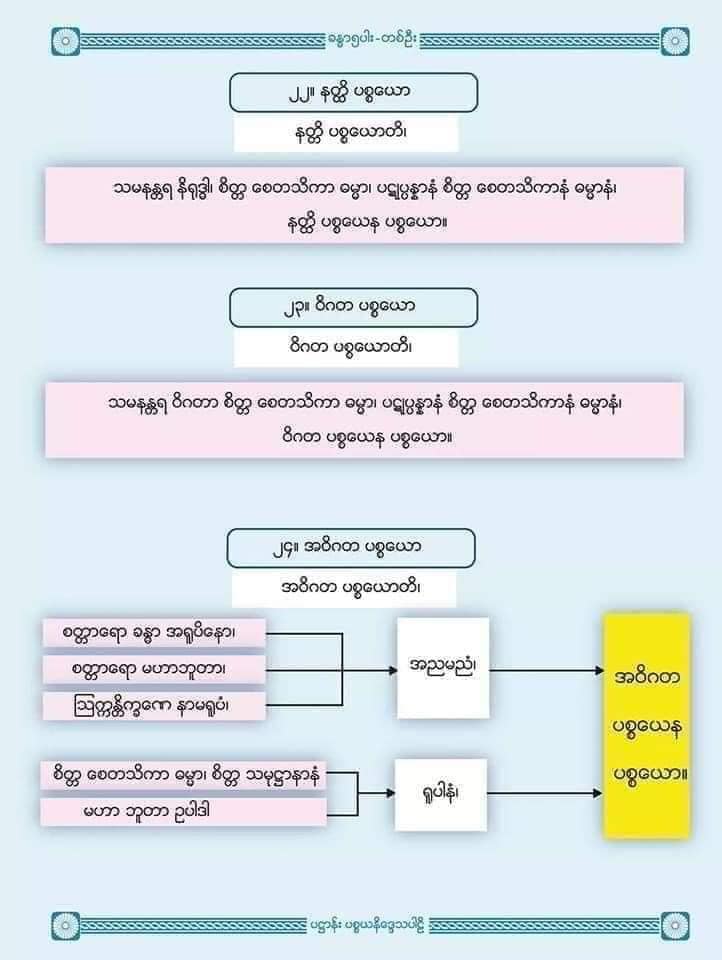 ခန္ဓာ၅ပါး-တစ်ဦး
၂၂။ နတ္ထိ ပစ္စယော
နတ္တိ ပစ္စယောတိ၊
သမနန္တရ နိရုဒ္ဓါ၊ စိတ္တ စေတသိကာ ဓမ္မာ၊ ပဋုပ္ပန္နာနံ စိတ္တ စေတသိကာနံ ဓမ္မာနံ၊
နတ္ထိ ပစ္စယေန ပစ္စယော။
၂၃။ ဝိဂတ ပစ္စယော
ဝိဂတ ပစ္စယောတိ၊
သမနန္တရ ဝိဂတာ စိတ္တ စေတသိကာ ဓမ္မာ၊ ပဋုပ္ပန္နာနံ စိတ္တ စေတသိကာနံ ဓမ္မာနံ၊
ဝိဂတ ပစ္စယေန ပစ္စယော။
၂၄။ အဝိဂတ ပစ္စယော
အဝိဂတ ပစ္စယောတိ၊
စတ္တာရော ခန္ဓာ အရူပိနော၊
စတ္တာရော မဟာဘူတာ၊
ဩက္ကန္တိက္ခဏေ နာမရူပံ၊
အညမညံ၊
စိတ္တ စေတသိကာ ဓမ္မာ၊ စိတ္တ သမုဋ္ဌာနာနံ
မဟာ ဘူတာ ဥပါဒါ
ရူပါနံ၊
အဝိဂတ
ပစ္စယေန
ပစ္စယော။
ပဋ္ဌာန်း ပစ္စယနိဒ္ဒေသပါဠိ